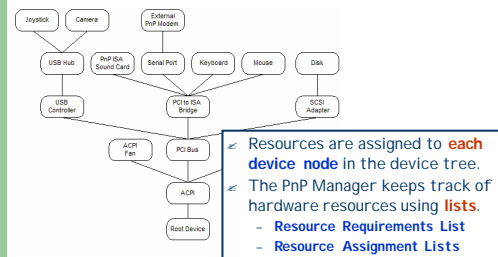 Joystick
Camera
External
PnP Modem
USB Hub
PnP ISA
Sound Card
Serial Port
Keyboard
Mouse
Disk
USB
Controller
PCI to ISA
Bridge
SCSI
Adapter
ACPI
Fan
PCI Bus
ACPI
Root Device
Resources are assigned to each
device node in the device tree.
The PnP Manager keeps track of
hardware resources using lists.
– Resource Requirements List
– Resource Assignment Lists